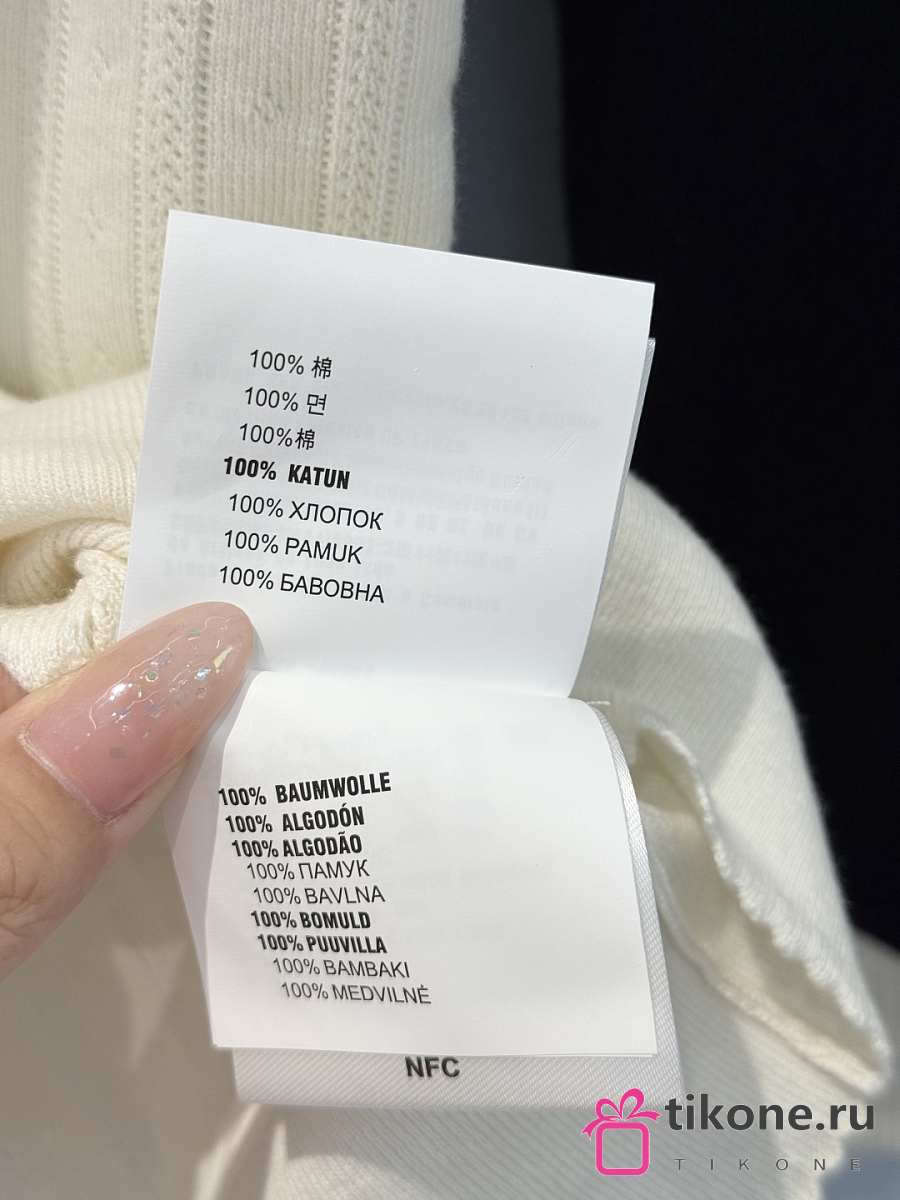 100% 棉
100% 면
100%棉
100% KATUN
100% ХЛОПОК
100% PAMUK
100% БАВОВНА
100% BAUMWOLLE
100% ALGODÓN
100% ALGODÃO
100% ПАМУК
100% BAVLNA
100% BOMULD
100% PUUVILLA
100% BAMBAKI
100% MEDVILNĖ
NFC
tikone.ru
TIKONE